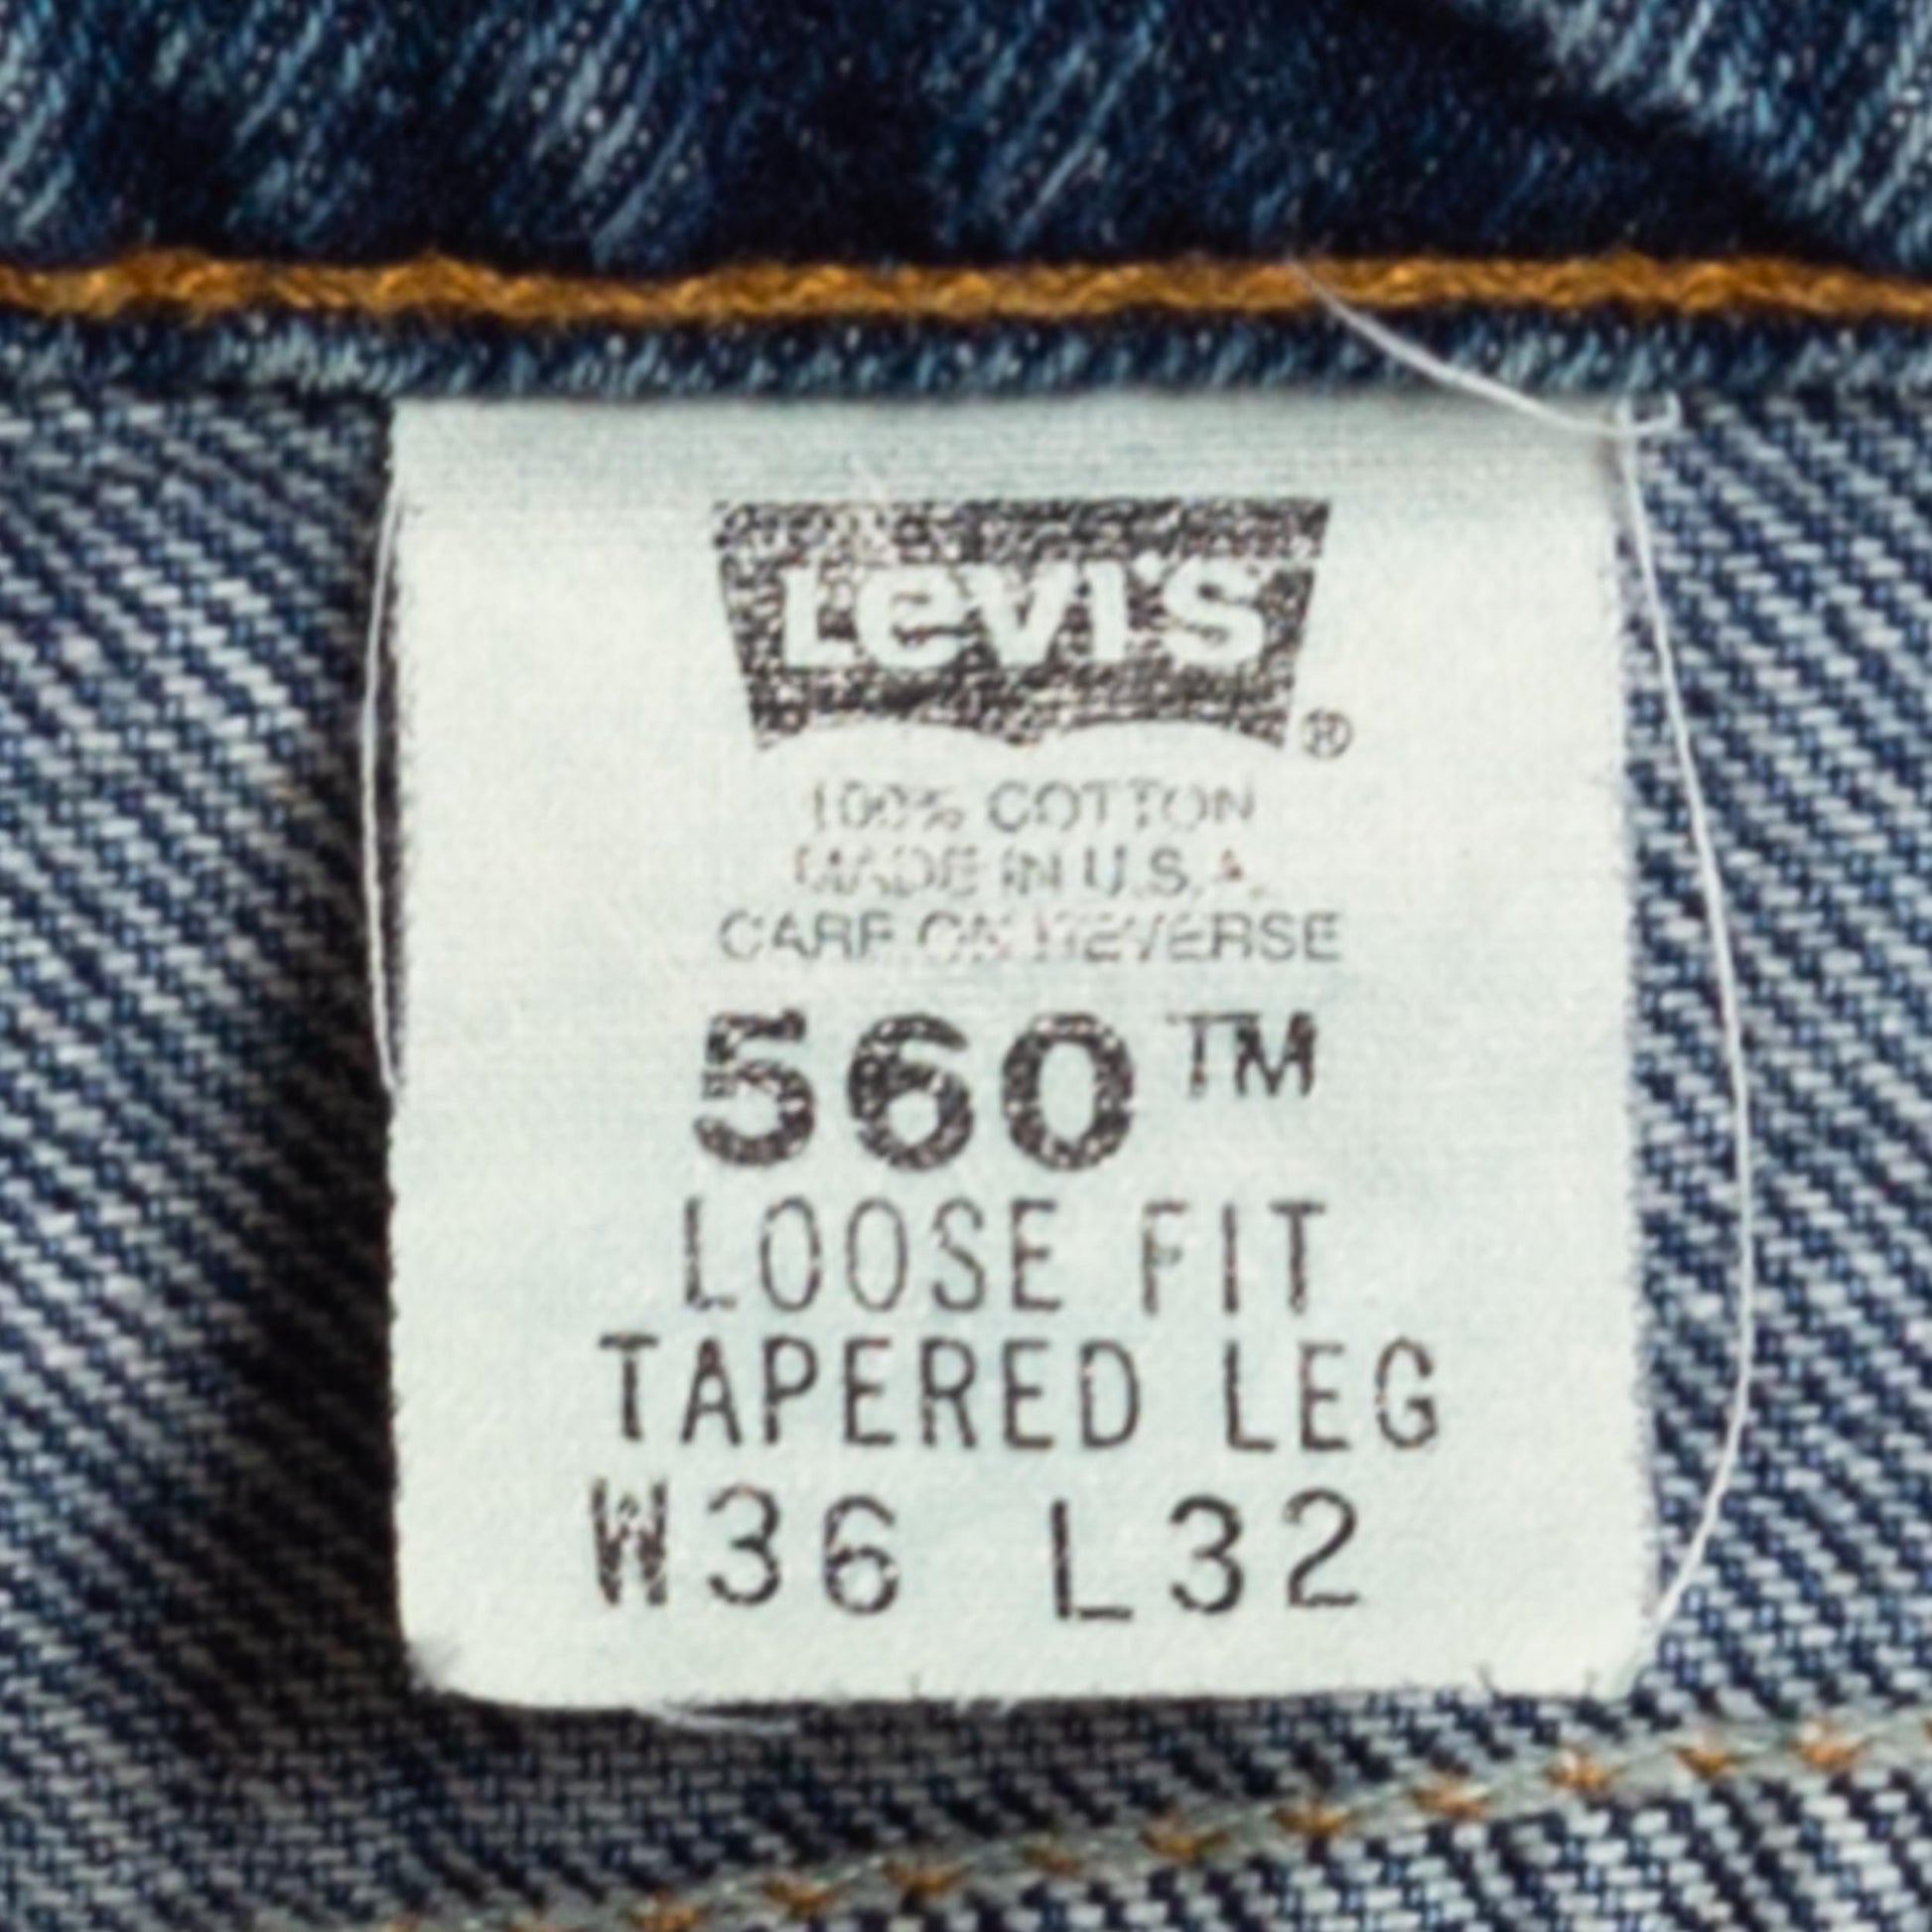 Levi's®
100% COTTON
MADE IN U.S.A.
CARE ON REVERSE
560™
LOOSE FIT
TAPERED LEG
W36 L32